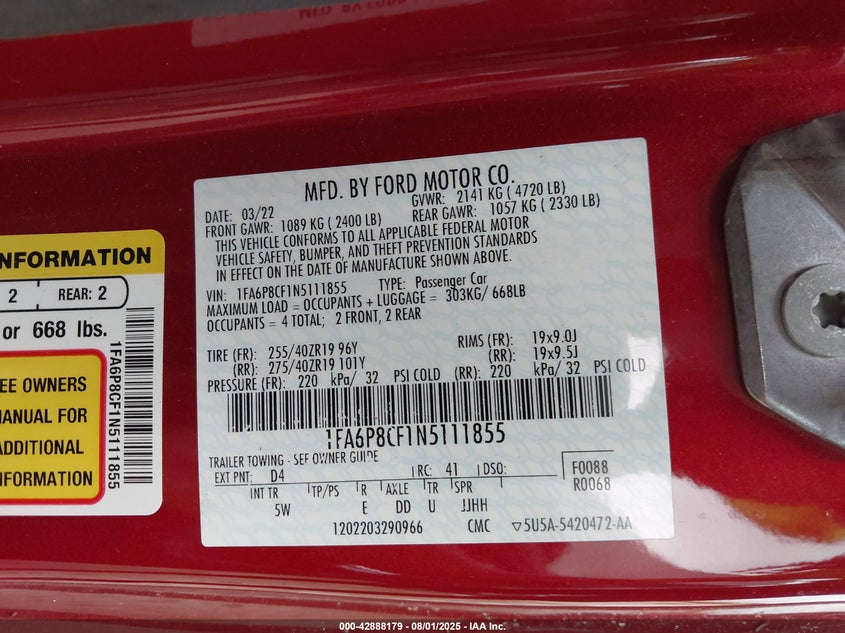 MFD. BY FORD MOTOR CO.
DATE: 03/22 GVWR: 2141 KG ( 4720 LB)
FRONT GAWR: 1089 KG ( 2400 LB) REAR GAWR: 1057 KG ( 2330 LB)
THIS VEHICLE CONFORMS TO ALL APPLICABLE FEDERAL MOTOR
VEHICLE SAFETY, BUMPER, AND THEFT PREVENTION STANDARDS
IN EFFECT ON THE DATE OF MANUFACTURE SHOWN ABOVE.
VIN: 1FA6P8CF1N5111855 TYPE: Passenger Car
MAXIMUM LOAD = OCCUPANTS + LUGGAGE = 303KG/ 668LB
OCCUPANTS = 4 TOTAL; 2 FRONT, 2 REAR
TIRE (FR): 255/40ZR19 96Y RIMS (FR): 19x9.0J
(RR): 275/40ZR19 101Y (RR): 19x9.5J
PRESSURE (FR): 220 kPa/ 32 PSI COLD (RR): 220 kPa/ 32 PSI COLD
1FA6P8CF1N5111855
TRAILER TOWING - SEE OWNER GUIDE
EXT PNT: D4 RC: 41 DSO: F0088
R0068
INT TR TP/PS R AXLE TR SPR
5W E DD U JJHH
1202203290966 CMC ▽5U5A-5420472-AA
INFORMATION
2 REAR: 2
or 668 lbs.
EE OWNERS
MANUAL FOR
ADDITIONAL
INFORMATION
1FA6P8CF1N5111855
000-42888179 - 08/01/2025 - IAA Inc.